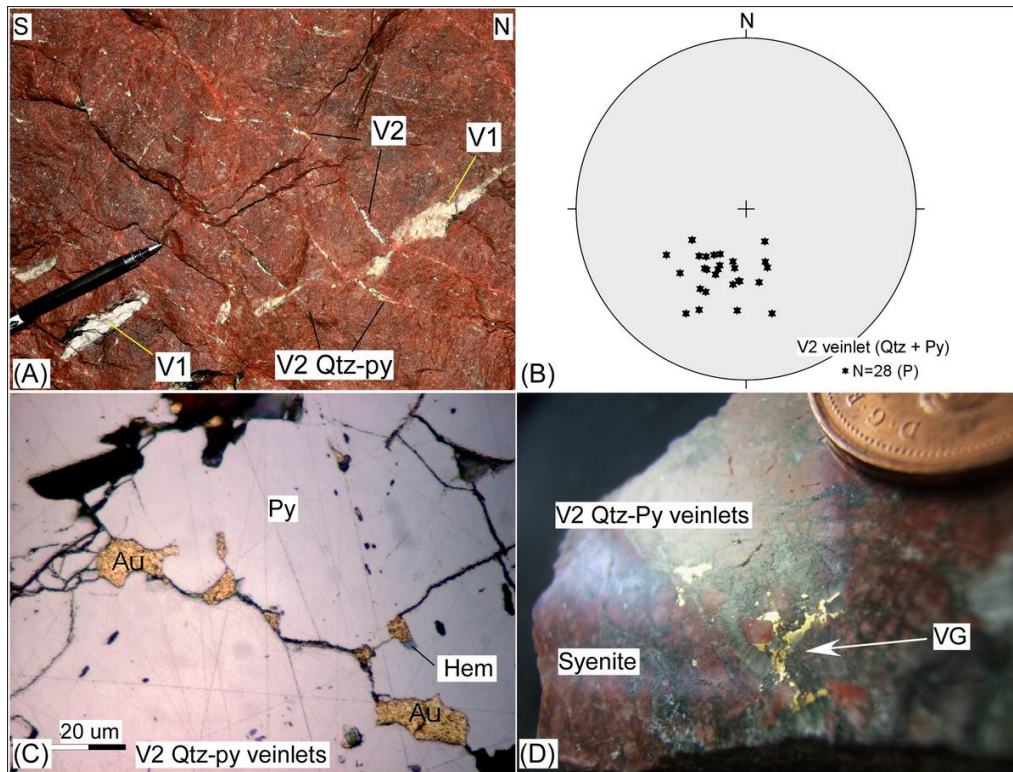 S
N
V2
V1
V1
V2 Qtz-py
(A)
N
V2 veinlet (Qtz + Py)
N=28 (P)
(B)
Py
Au
Hem
Au
20 um
(C)
V2 Qtz-py veinlets
D·G·R
V2 Qtz-Py veinlets
VG
Syenite
(D)